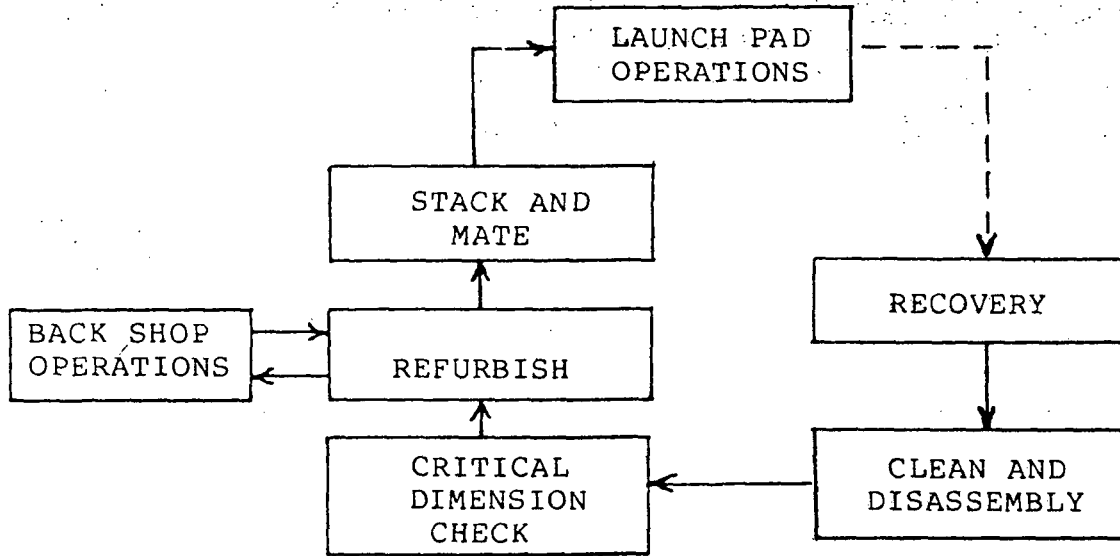 LAUNCH PAD
OPERATIONS
STACK AND
MATE
RECOVERY
BACK SHOP
OPERATIONS
REFURBISH
CRITICAL
DIMENSION
CHECK
CLEAN AND
DISASSEMBLY